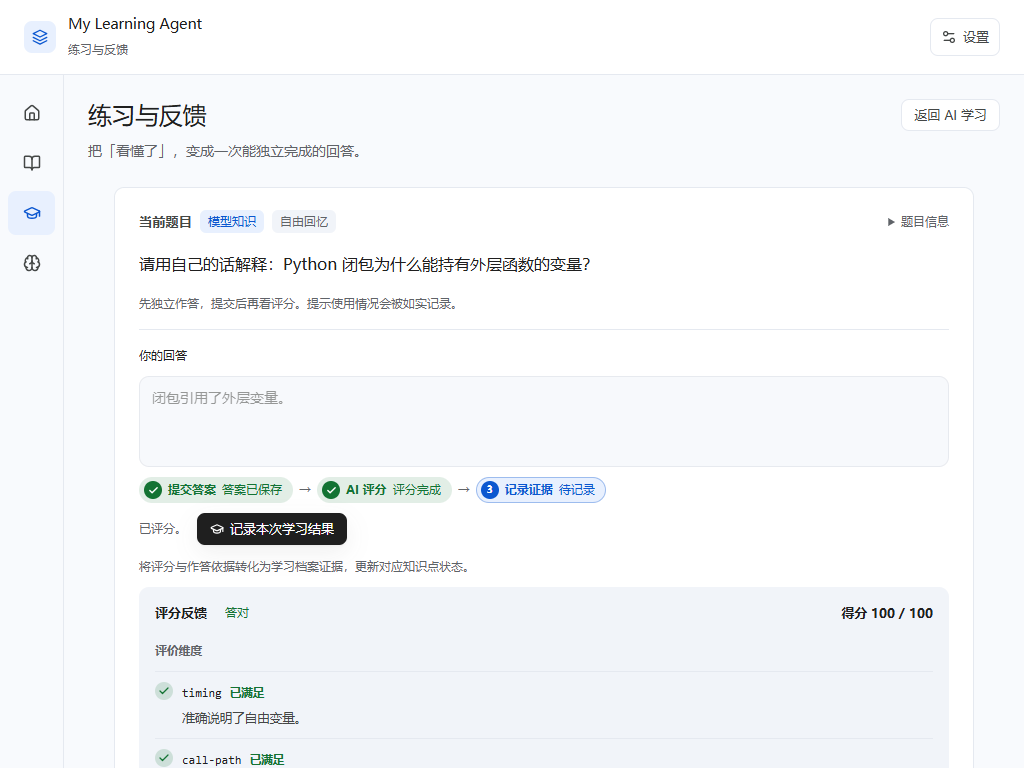 My Learning Agent
练习与反馈
设置
练习与反馈
返回 AI 学习
把「看懂了」，变成一次能独立完成的回答。
当前题目 模型知识 自由回忆
题目信息
请用自己的话解释：Python 闭包为什么能持有外层函数的变量？
先独立作答，提交后再看评分。提示使用情况会被如实记录。
你的回答
闭包引用了外层变量。
提交答案 答案已保存 → AI 评分 评分完成 → 3 记录证据 待记录
已评分。 记录本次学习结果
将评分与作答依据转化为学习档案证据，更新对应知识点状态。
评分反馈 答对
得分 100 / 100
评价维度
timing 已满足
准确说明了自由变量。
call-path 已满足